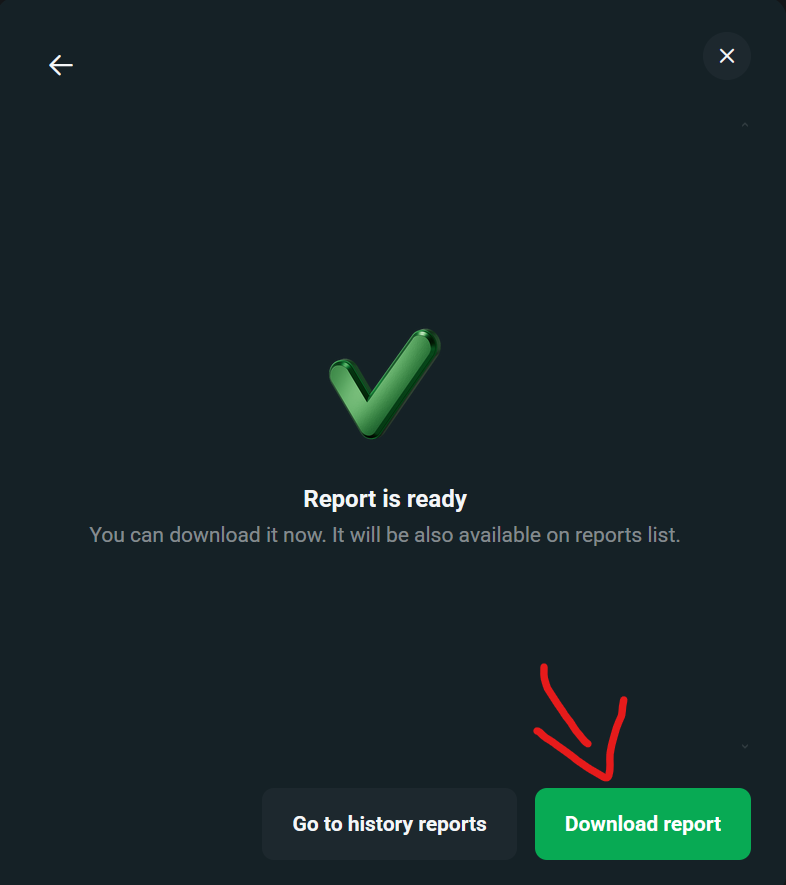 Report is ready
You can download it now. It will be also available on reports list.
Go to history reports
Download report